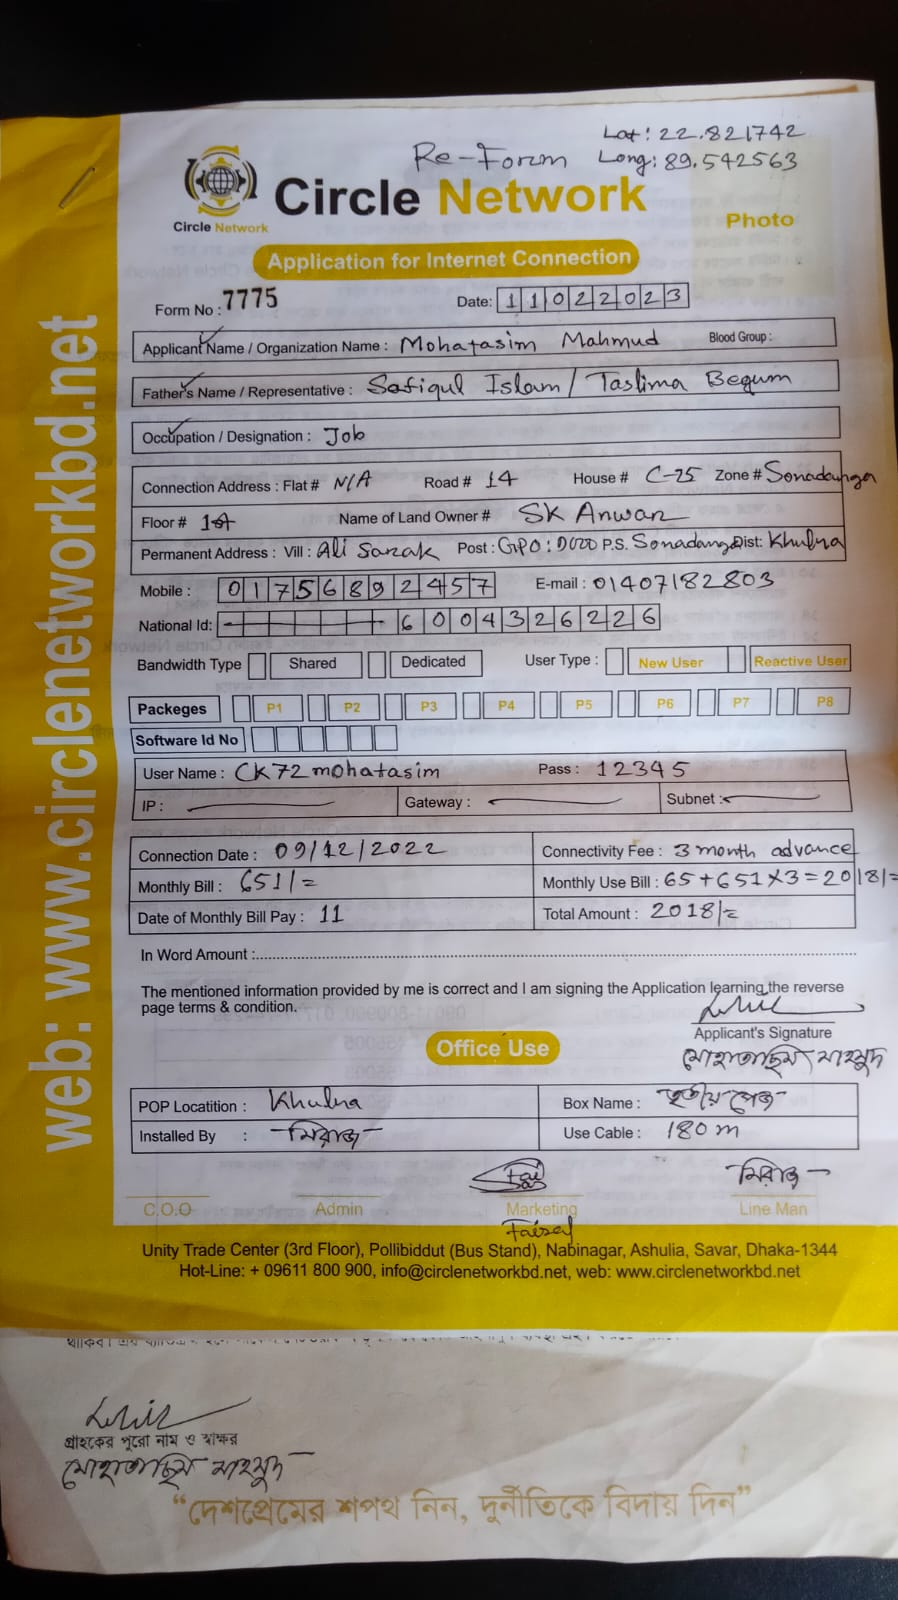 Lat: 22.821742
Re-Form Long: 89.542563
Circle Network
Circle Network
Photo
Application for Internet Connection
Form No : 7775 Date: 11022023
Applicant Name / Organization Name : Mohatasim Mahmud Blood Group :
Father's Name / Representative : Safiqul Islam / Taslima Begum
Occupation / Designation : Job
Connection Address : Flat # N/A Road # 14 House # C-25 Zone # Sonadanga
Floor # 1st Name of Land Owner # SK Anwar
Permanent Address : Vill : Ali Sarak Post : GPO: 9000 P.S. Sonadanga Dist: Khulna
Mobile : 01756892457 E-mail : 01407182803
National Id: 6004326226
Bandwidth Type Shared Dedicated User Type : New User Reactive User
Packeges P1 P2 P3 P4 P5 P6 P7 P8
Software Id No
User Name : CK72mohatasim Pass : 12345
IP : Gateway : Subnet :
Connection Date : 09/12/2022 Connectivity Fee : 3 month advance
Monthly Bill : 651/= Monthly Use Bill : 65+651X3=2018/=
Date of Monthly Bill Pay : 11 Total Amount : 2018/=
In Word Amount :
The mentioned information provided by me is correct and I am signing the Application learning the reverse
page terms & condition.
Applicant's Signature
মোহাতাছিম মাহমুদ
Office Use
POP Locatition : Khulna Box Name : তৃতীয় পেজ
Installed By : মিরাজ Use Cable : 180 m
মিরাজ
C.O.O Admin Marketing Line Man
Faisal
Unity Trade Center (3rd Floor), Pollibiddut (Bus Stand), Nabinagar, Ashulia, Savar, Dhaka-1344
Hot-Line: + 09611 800 900, info@circlenetworkbd.net, web: www.circlenetworkbd.net
web: www.circlenetworkbd.net
গ্রাহকের পুরো নাম ও স্বাক্ষর
মোহাতাছিম মাহমুদ
“দেশপ্রেমের শপথ নিন, দুর্নীতিকে বিদায় দিন”